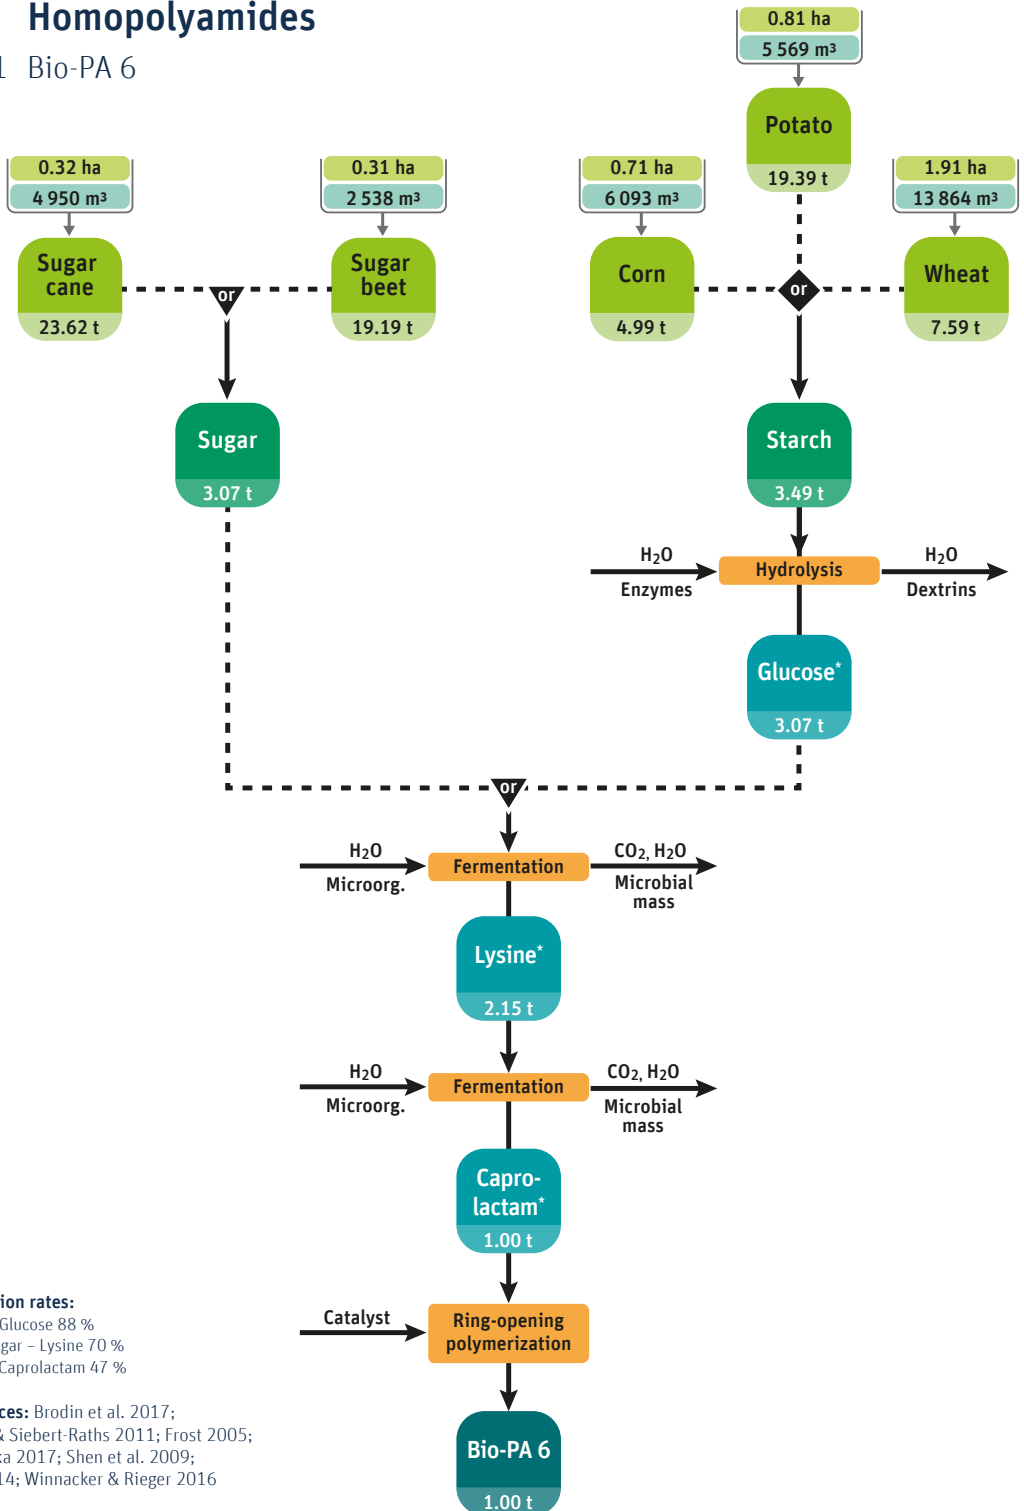 Homopolyamides
1 Bio-PA 6
0.81 ha
5 569 m³
Potato
19.39 t
0.32 ha
4 950 m³
Sugar
cane
23.62 t
0.31 ha
2 538 m³
Sugar
beet
19.19 t
0.71 ha
6 093 m³
Corn
4.99 t
1.91 ha
13 864 m³
Wheat
7.59 t
or
or
Sugar
3.07 t
Starch
3.49 t
H₂O
Enzymes
Hydrolysis
H₂O
Dextrins
Glucose*
3.07 t
or
H₂O
Microorg.
Fermentation
CO₂, H₂O
Microbial
mass
Lysine*
2.15 t
H₂O
Microorg.
Fermentation
CO₂, H₂O
Microbial
mass
Capro-
lactam*
1.00 t
Catalyst
Ring-opening
polymerization
Bio-PA 6
1.00 t
ion rates:
Glucose 88 %
gar – Lysine 70 %
Caprolactam 47 %
ces: Brodin et al. 2017;
& Siebert-Raths 2011; Frost 2005;
ka 2017; Shen et al. 2009;
14; Winnacker & Rieger 2016